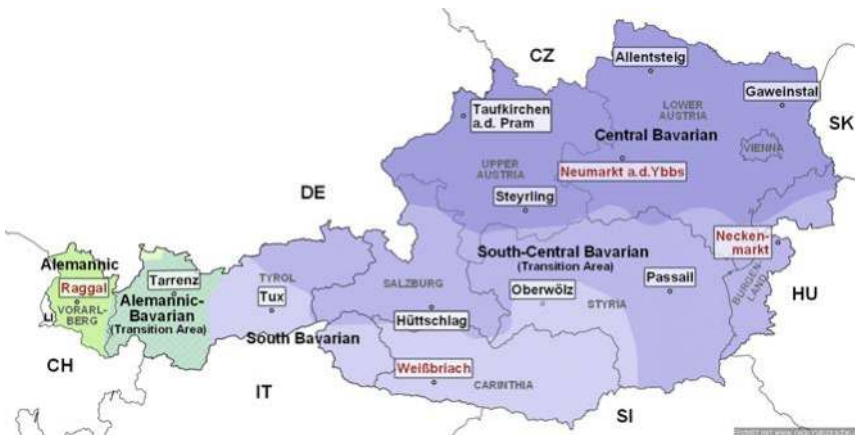 CZ
Allentsteig
Gaweinstal
SK
Taufkirchen
a.d. Pram
LOWER
AUSTRIA
Central Bavarian
VIENNA
UPPER
AUSTRIA
Neumarkt a.d.Ybbs
DE
Steyrling
Necken-
markt
South-Central Bavarian
(Transition Area)
Alemannic
Raggal
VORARL-
BERG
LI
Tarrenz
Alemannic-
Bavarian
(Transition Area)
TYROL
Tux
South Bavarian
SALZBURG
Hüttschlag
Oberwölz
STYRIA
Passail
BURGEN-
LAND
HU
CH
IT
Weißbriach
CARINTHIA
SI